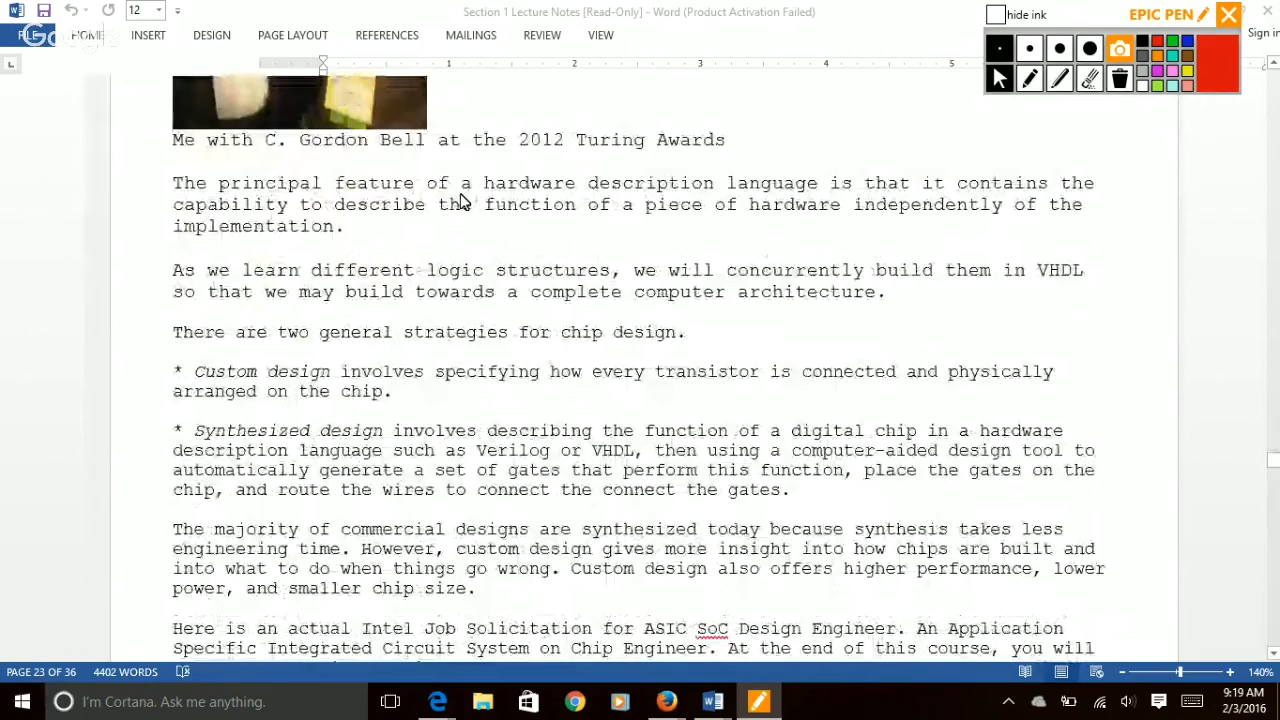 12
Section 1 Lecture Notes [Read-Only] - Word (Product Activation Failed)
hide ink
EPIC PEN
FILE HOME INSERT DESIGN PAGE LAYOUT REFERENCES MAILINGS REVIEW VIEW
Sign in
1 2 3 4 5
Me with C. Gordon Bell at the 2012 Turing Awards
The principal feature of a hardware description language is that it contains the
capability to describe the function of a piece of hardware independently of the
implementation.
As we learn different logic structures, we will concurrently build them in VHDL
so that we may build towards a complete computer architecture.
There are two general strategies for chip design.
* Custom design involves specifying how every transistor is connected and physically
arranged on the chip.
* Synthesized design involves describing the function of a digital chip in a hardware
description language such as Verilog or VHDL, then using a computer-aided design tool to
automatically generate a set of gates that perform this function, place the gates on the
chip, and route the wires to connect the connect the gates.
The majority of commercial designs are synthesized today because synthesis takes less
engineering time. However, custom design gives more insight into how chips are built and
into what to do when things go wrong. Custom design also offers higher performance, lower
power, and smaller chip size.
Here is an actual Intel Job Solicitation for ASIC SoC Design Engineer. An Application
Specific Integrated Circuit System on Chip Engineer. At the end of this course, you will
PAGE 23 OF 36 4402 WORDS
140%
I'm Cortana. Ask me anything.
9:19 AM
2/3/2016